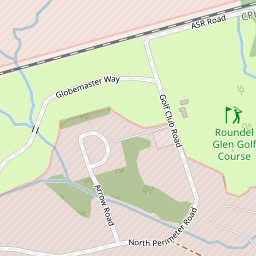 ASR Road
CP
Globemaster Way
Golf Club Road
Roundel
Glen Golf
Course
Arrow Road
North Perimeter Road